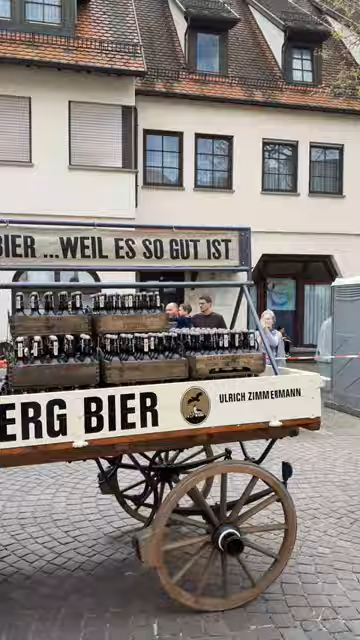 BIER ...WEIL ES SO GUT IST
ERG BIER
ULRICH ZIMMERMANN